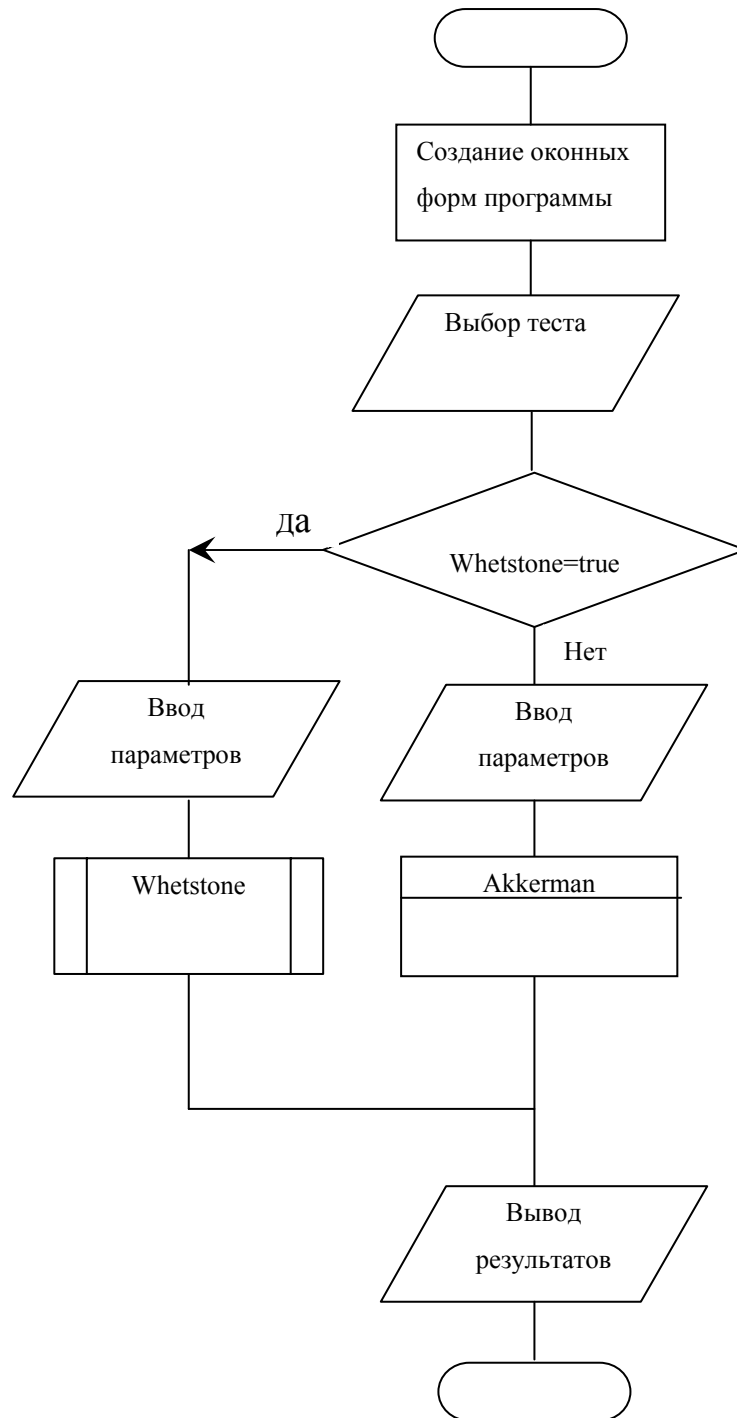 Создание оконных
форм программы
Выбор теста
да
Whetstone=true
Нет
Ввод
параметров
Ввод
параметров
Whetstone
Akkerman
Вывод
результатов